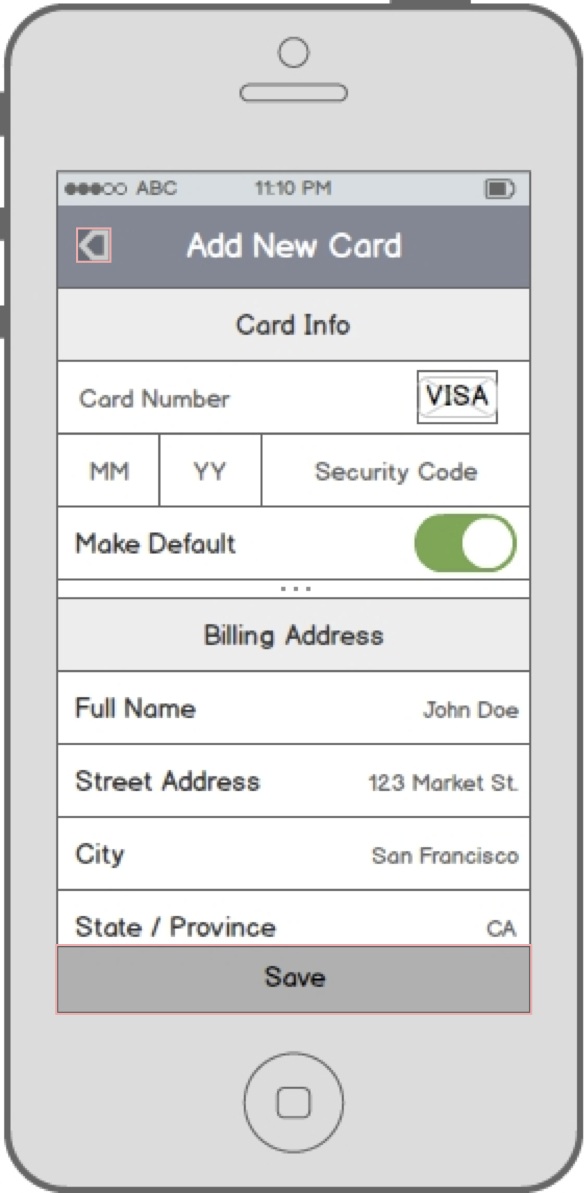 ABC 11:10 PM
Add New Card
Card Info
Card Number VISA
MM YY Security Code
Make Default
...
Billing Address
Full Name John Doe
Street Address 123 Market St.
City San Francisco
State / Province CA
Save